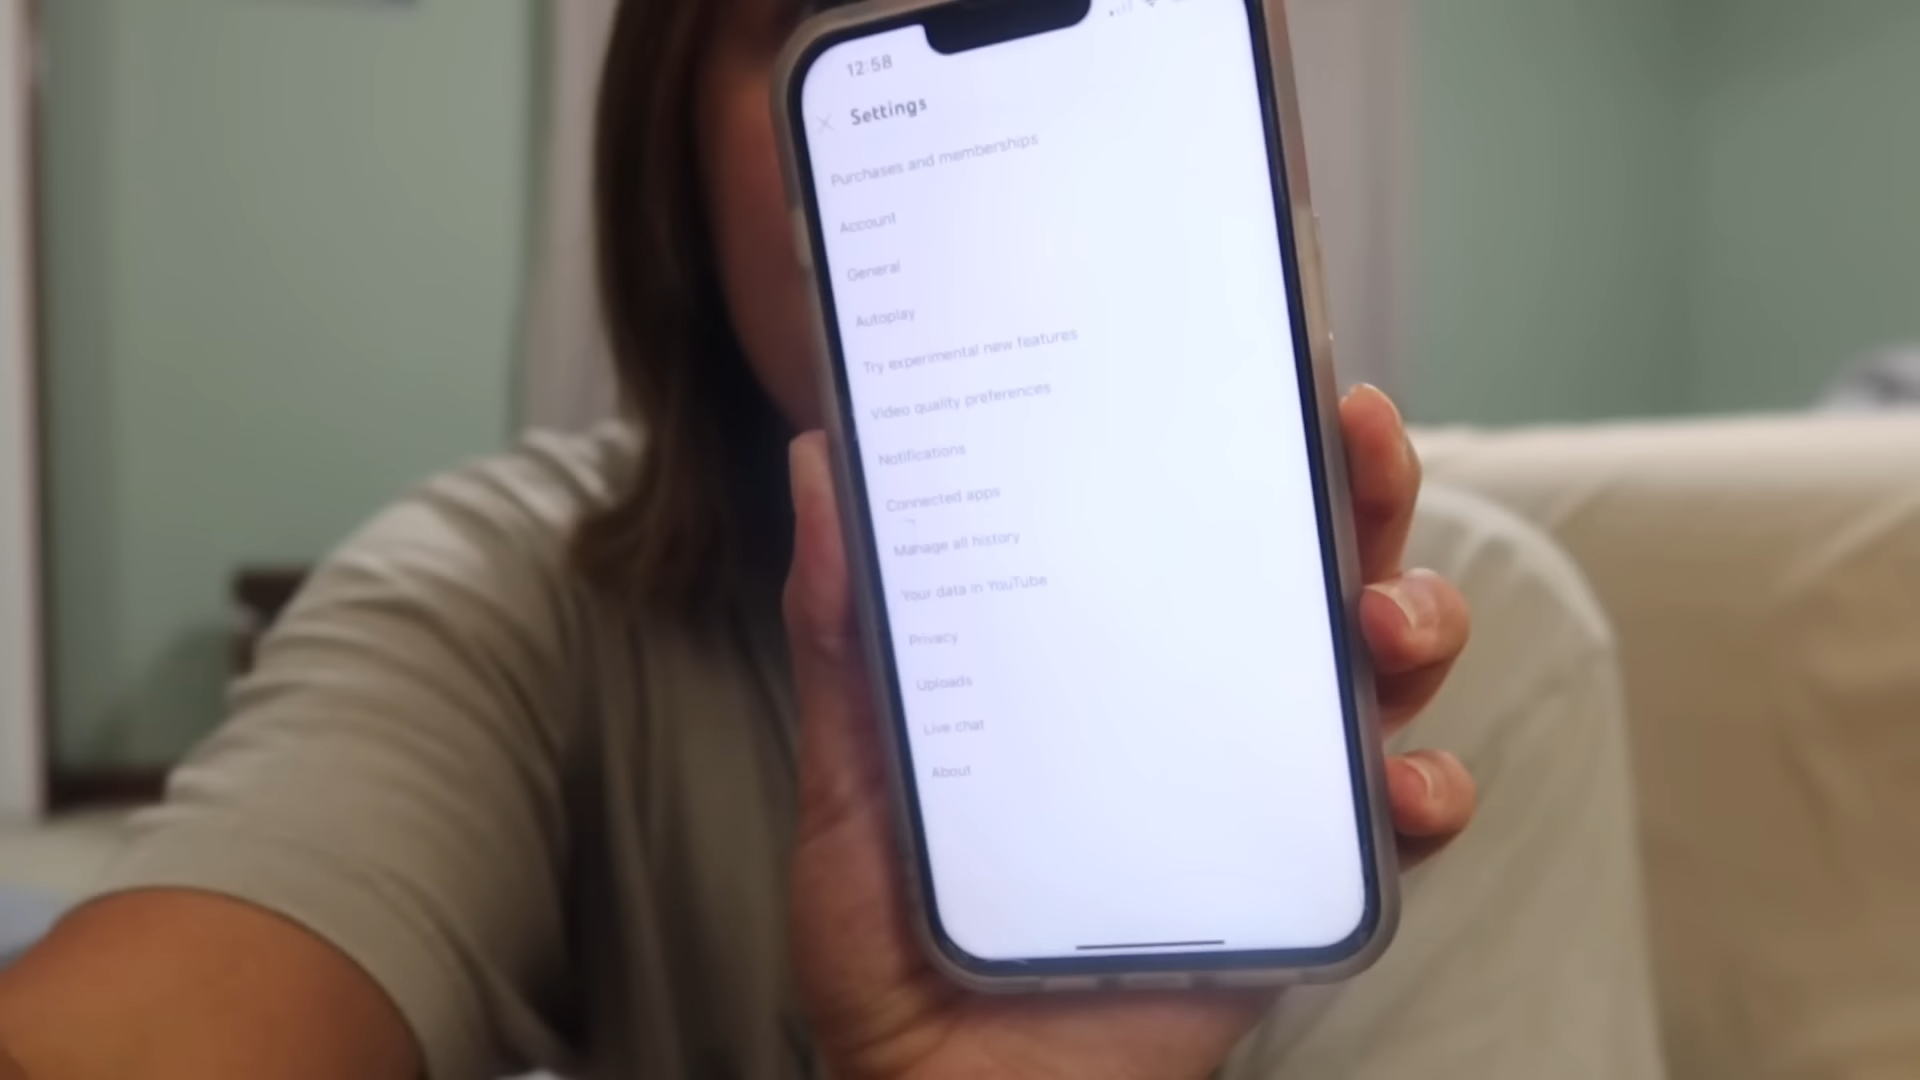 12:58
Settings
Purchases and memberships
Account
General
Autoplay
Try experimental new features
Video quality preferences
Notifications
Connected apps
Manage all history
Your data in YouTube
Privacy
Uploads
Live chat
About